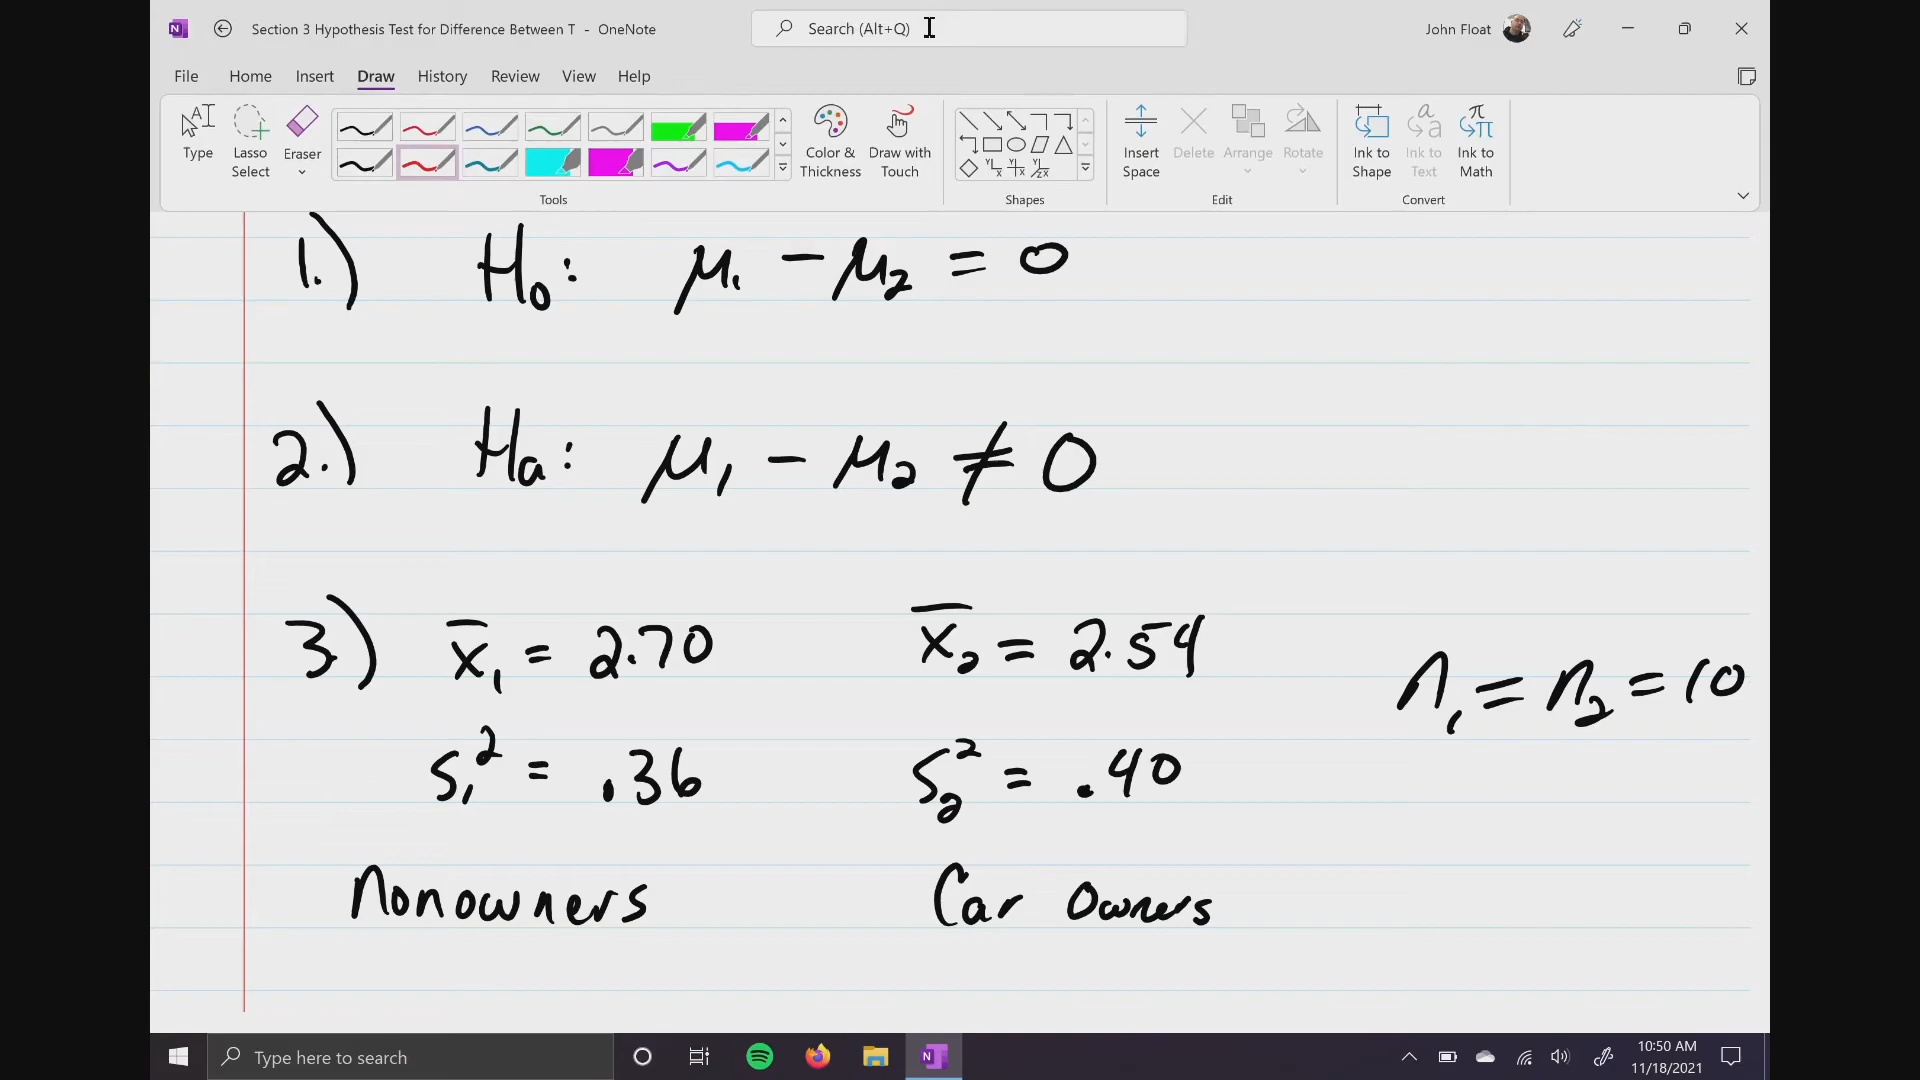 Section 3 Hypothesis Test for Difference Between T - OneNote
Search (Alt+Q)
John Float
File Home Insert Draw History Review View Help
Type
Lasso Select
Eraser
Color & Thickness
Draw with Touch
Insert Space
Delete
Arrange
Rotate
Ink to Shape
Ink to Text
Ink to Math
Tools Shapes Edit Convert
1.) H₀: μ₁ - μ₂ = 0
2.) Hₐ: μ₁ - μ₂ ≠ 0
3.) x̄₁ = 2.70 x̄₂ = 2.54
n₁ = n₂ = 10
s₁² = .36 s₂² = .40
Nonowners Car Owners
Type here to search
10:50 AM
11/18/2021